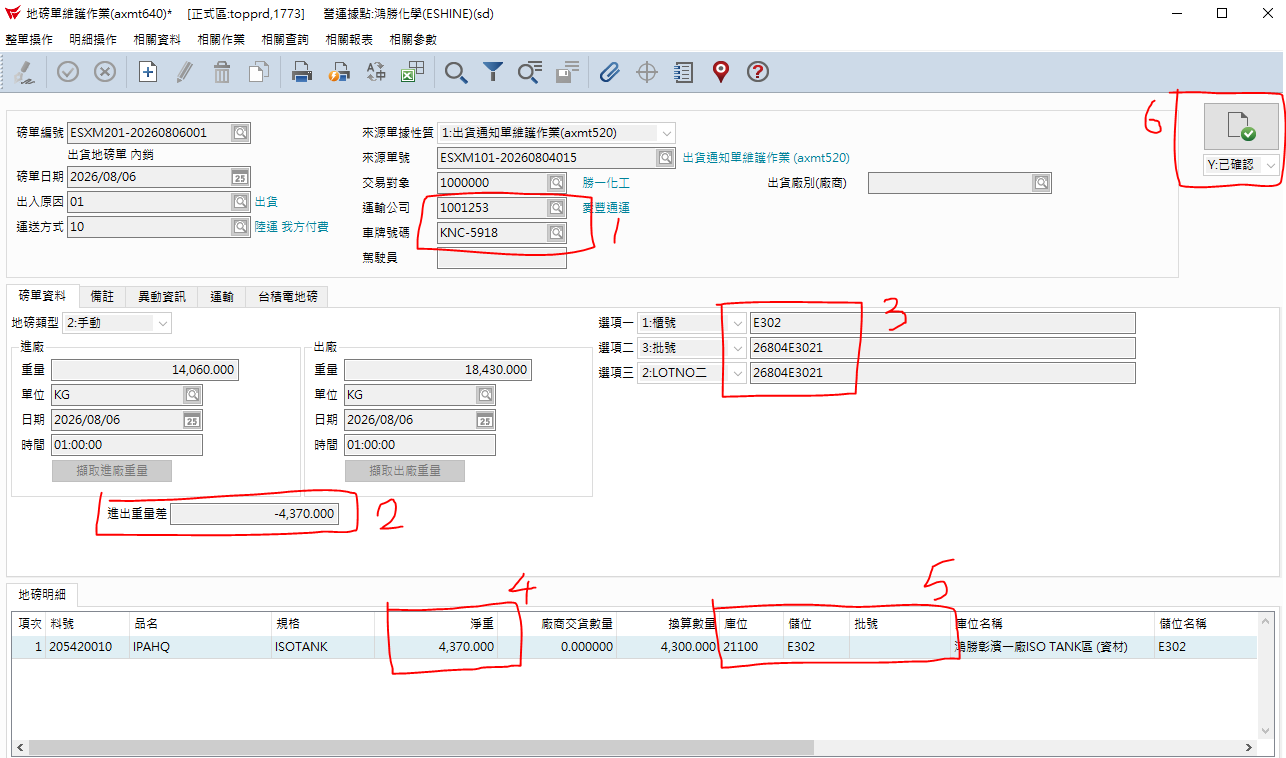 地磅單維護作業(axmt640)* [正式區:topprd,1773] 營運據點:鴻勝化學(ESHINE)(sd)
整單操作 明細操作 相關資料 相關作業 相關查詢 相關報表 相關參數
6
磅單編號 ESXM201-20260806001 來源單據性質 1:出貨通知單維護作業(axmt520)
出貨地磅單 內銷 來源單號 ESXM101-20260804015 出貨通知單維護作業 (axmt520)
Y:已確認
磅單日期 2026/08/06 25 交易對象 1000000 勝一化工 出貨廠別(廠商)
出入原因 01 出貨 運輸公司 1001253 豐通運
運送方式 10 陸運 我方付費 車牌號碼 KNC-5918 1
駕駛員
磅單資料 備註 異動資訊 運輸 台積電地磅
地磅類型 2:手動 選項一 1:櫃號 E302 3
進廠 出廠 選項二 3:批號 26804E3021
重量 14,060.000 重量 18,430.000 選項三 2:LOTNO二 26804E3021
單位 KG 單位 KG
日期 2026/08/06 25 日期 2026/08/06 25
時間 01:00:00 時間 01:00:00
擷取進廠重量 擷取出廠重量
進出重量差 -4,370.000 2
地磅明細 4 5
項次 料號 品名 規格 淨重 廠商交貨數量 換算數量 庫位 儲位 批號 庫位名稱 儲位名稱
1 205420010 IPAHQ ISOTANK 4,370.000 0.000000 4,300.000 21100 E302 鴻勝彰濱一廠ISO TANK區 (資材) E302